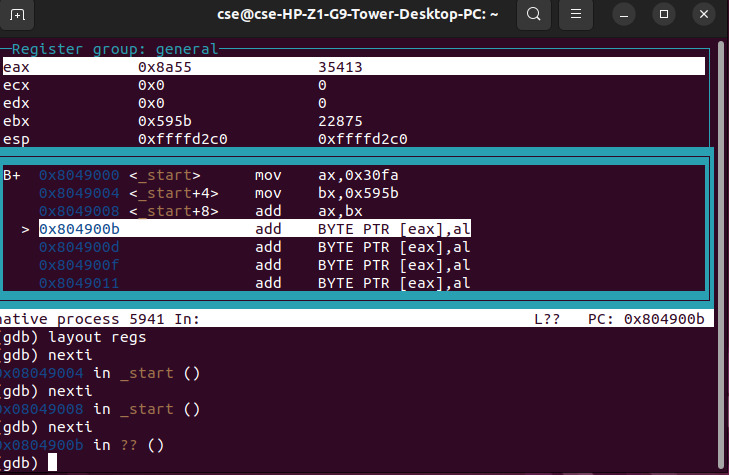 cse@cse-HP-Z1-G9-Tower-Desktop-PC: ~
Register group: general
eax 0x8a55 35413
ecx 0x0 0
edx 0x0 0
ebx 0x595b 22875
esp 0xffffd2c0 0xffffd2c0
B+ 0x8049000 <_start> mov ax,0x30fa
0x8049004 <_start+4> mov bx,0x595b
0x8049008 <_start+8> add ax,bx
> 0x804900b add BYTE PTR [eax],al
0x804900d add BYTE PTR [eax],al
0x804900f add BYTE PTR [eax],al
0x8049011 add BYTE PTR [eax],al
native process 5941 In: L?? PC: 0x804900b
(gdb) layout regs
(gdb) nexti
0x08049004 in _start ()
(gdb) nexti
0x08049008 in _start ()
(gdb) nexti
0x0804900b in ?? ()
(gdb)